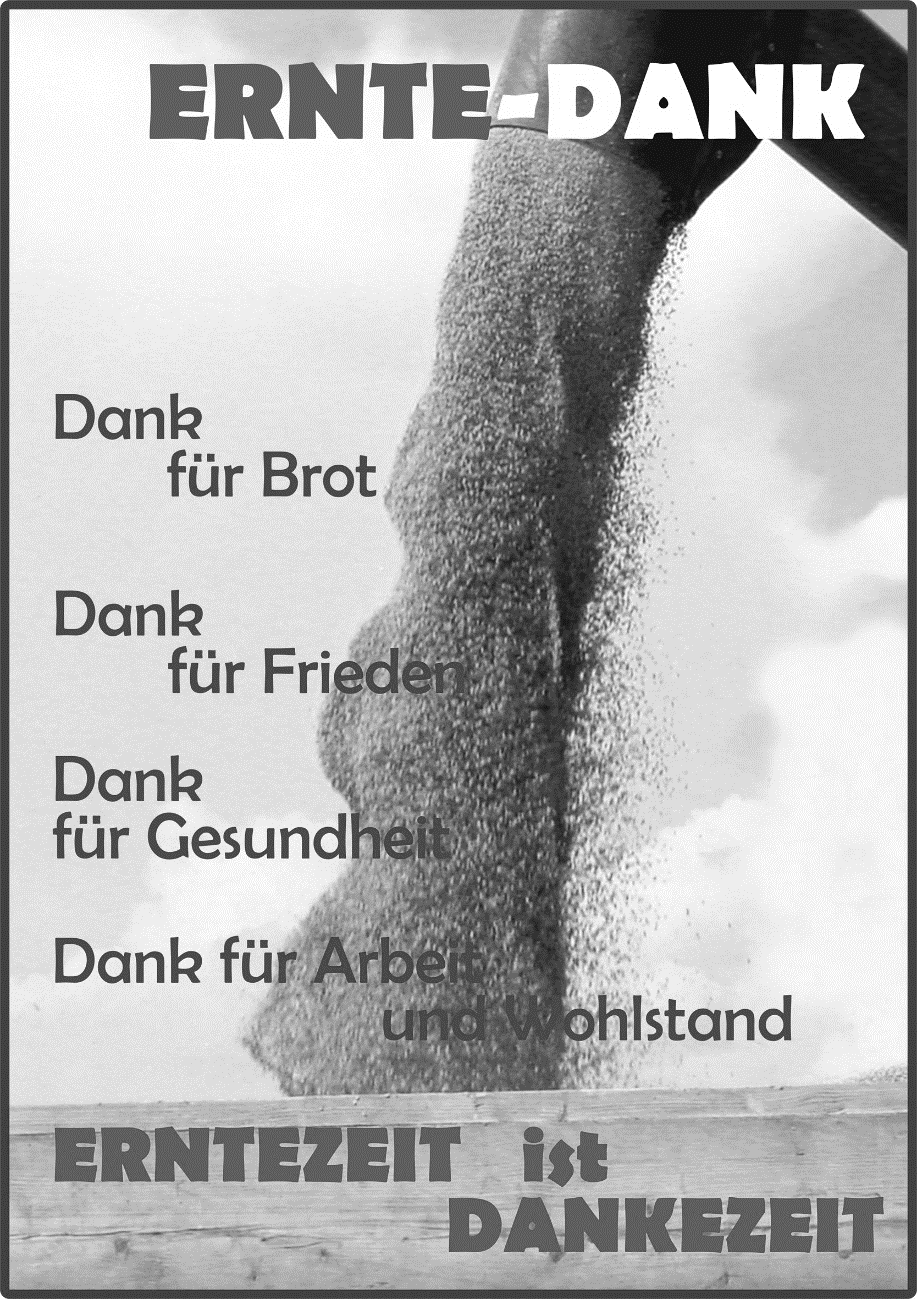 ERNTE-DANK
Dank
für Brot
Dank
für Frieden
Dank
für Gesundheit
Dank für Arbeit
und Wohlstand
ERNTEZEIT ist
DANKEZEIT